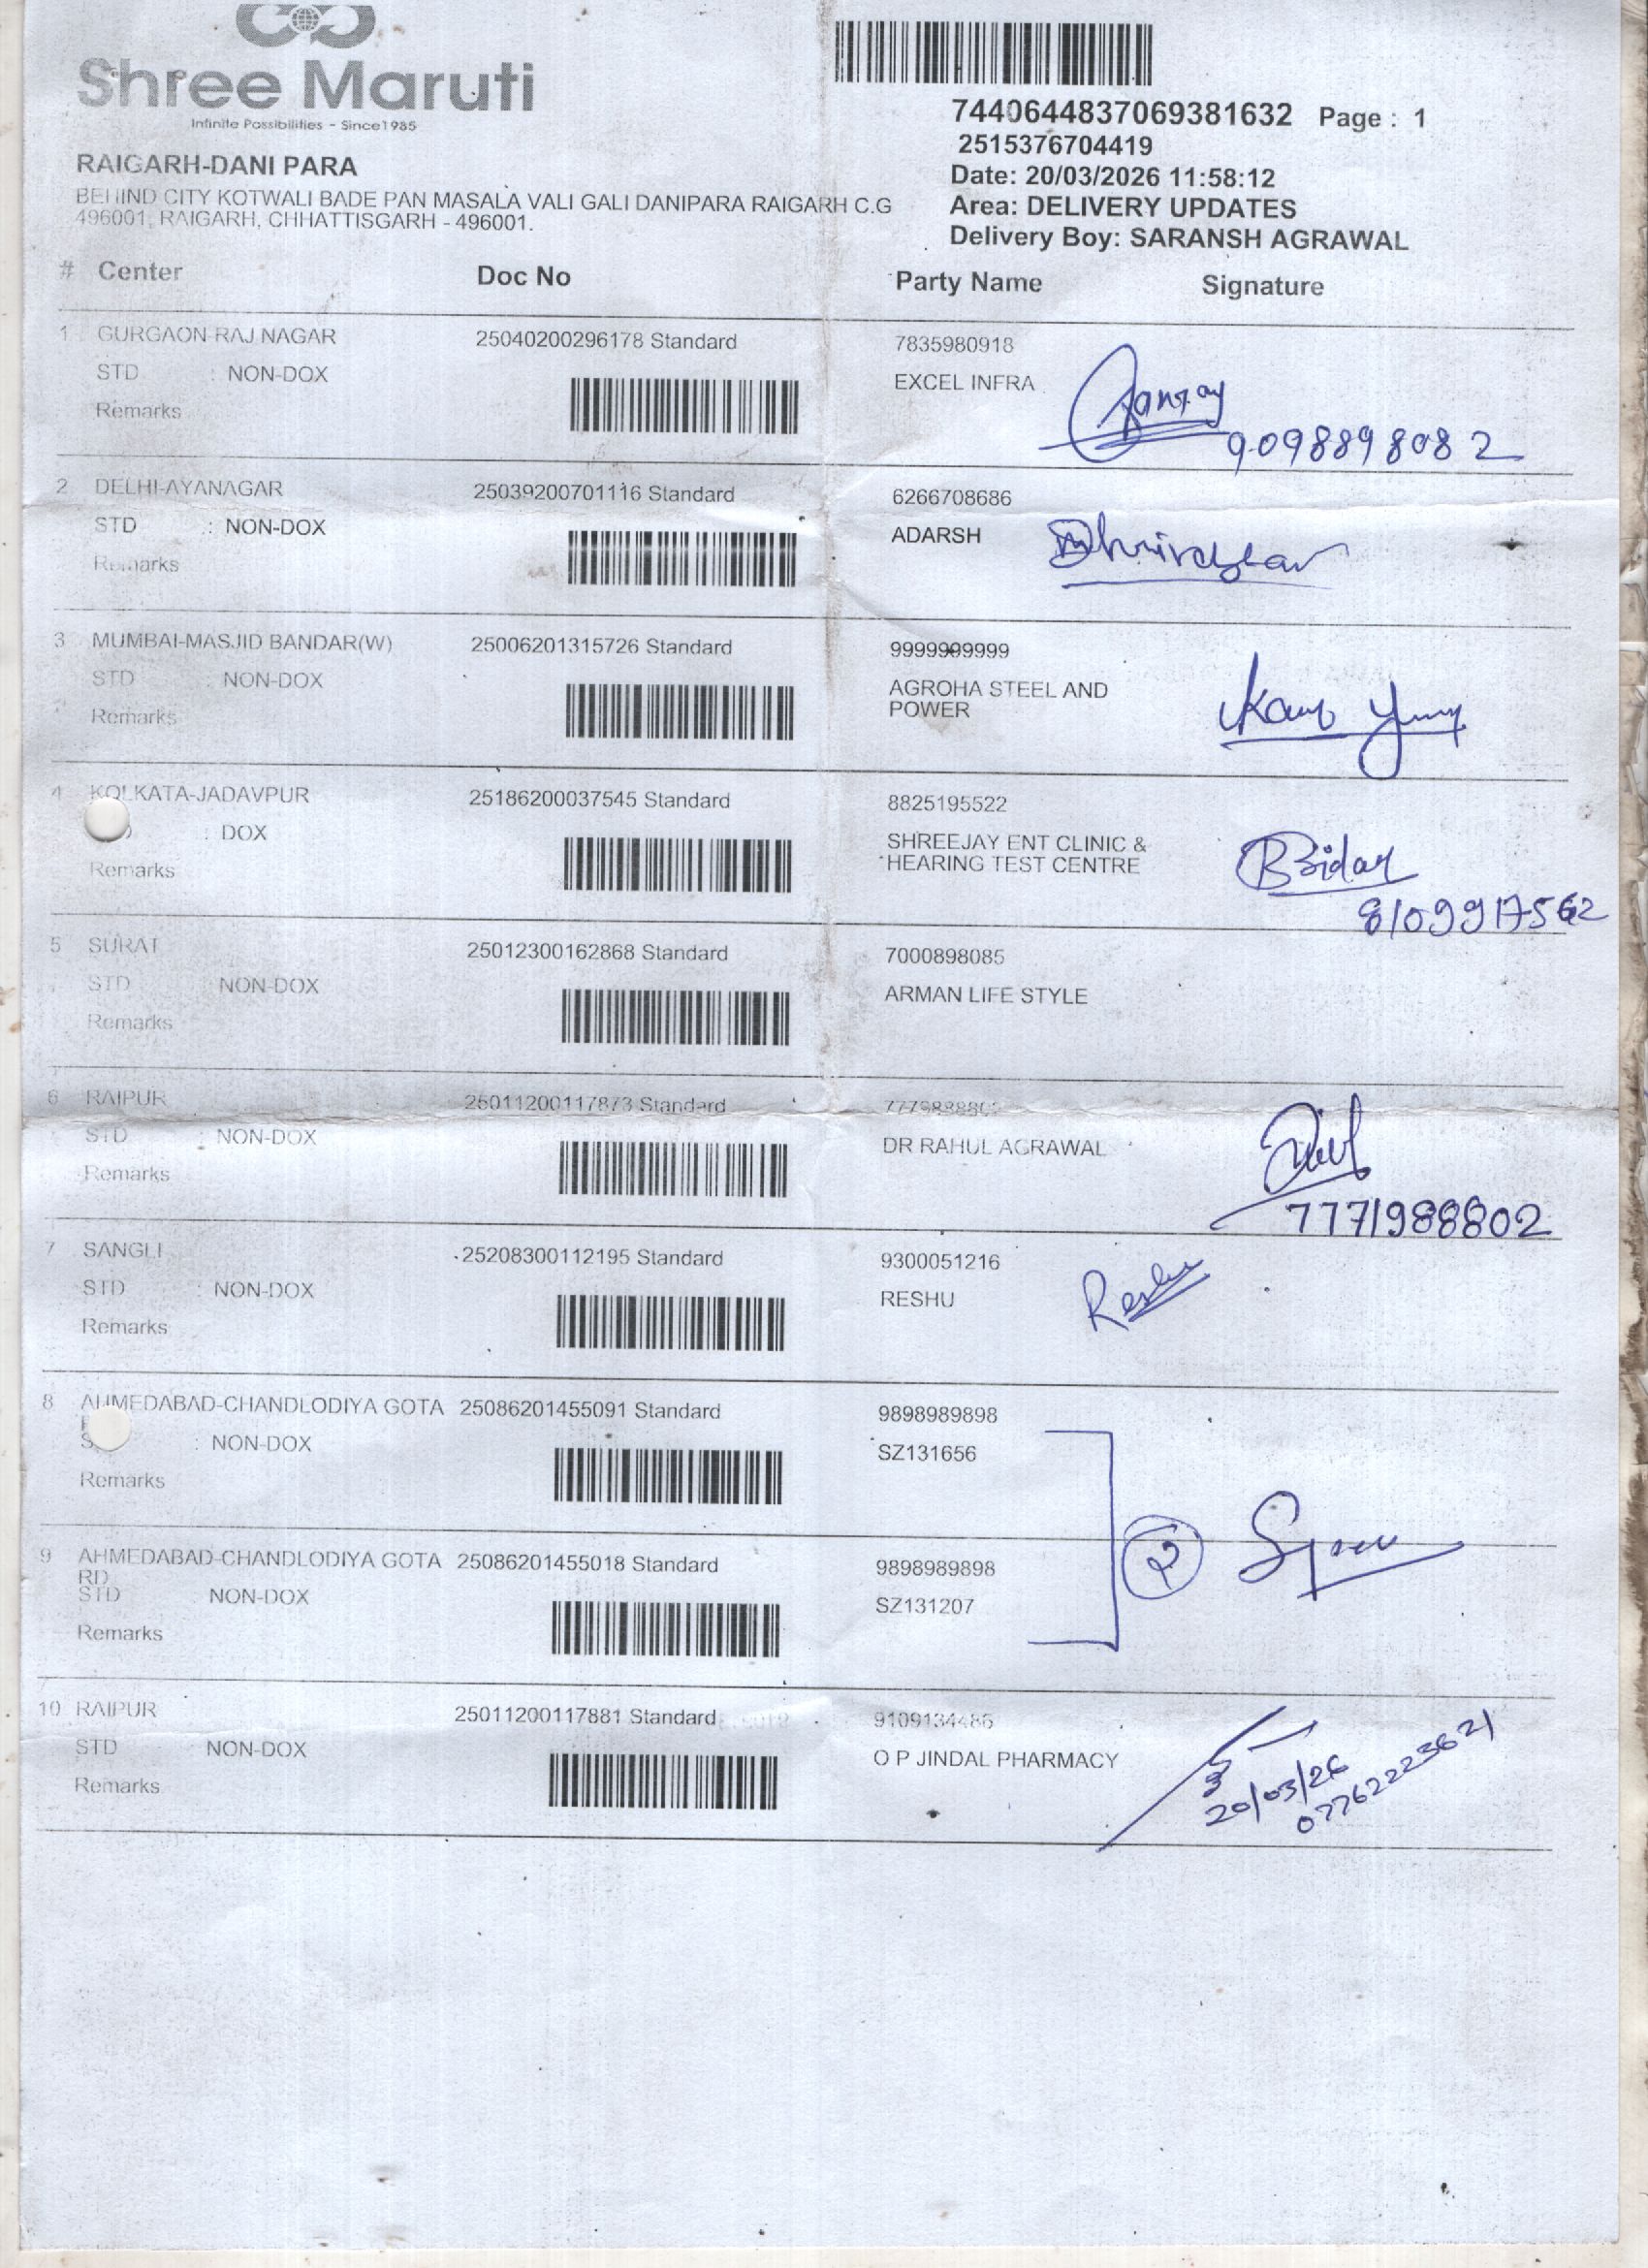 Shree Maruti
Infinite Possibilities - Since1985
7440644837069381632 Page : 1
2515376704419
RAIGARH-DANI PARA
Date: 20/03/2026 11:58:12
BEHIND CITY KOTWALI BADE PAN MASALA VALI GALI DANIPARA RAIGARH C.G
496001, RAIGARH, CHHATTISGARH - 496001.
Area: DELIVERY UPDATES
Delivery Boy: SARANSH AGRAWAL
# Center Doc No Party Name Signature
1 GURGAON-RAJ NAGAR 25040200296178 Standard 7835980918
STD : NON-DOX EXCEL INFRA
Remarks
9098898082
2 DELHI-AYANAGAR 25039200701116 Standard 6266708686
STD : NON-DOX ADARSH
Remarks
3 MUMBAI-MASJID BANDAR(W) 25006201315726 Standard 9999999999
STD NON-DOX AGROHA STEEL AND
POWER
Remarks
4 KOLKATA-JADAVPUR 25186200037545 Standard 8825195522
: DOX SHREEJAY ENT CLINIC &
HEARING TEST CENTRE
Remarks
5 SURAT 25012300162868 Standard 7000898085
STD NON-DOX ARMAN LIFE STYLE
Remarks
6 RAIPUR 25011200117873 Standard
STD NON-DOX DR RAHUL AGRAWAL
Remarks
7771988802
7 SANGLI 25208300112195 Standard 9300051216
STD : NON-DOX RESHU Reshu
Remarks
8 AHMEDABAD-CHANDLODIYA GOTA 25086201455091 Standard 9898989898
: NON-DOX SZ131656
Remarks
9 AHMEDABAD-CHANDLODIYA GOTA 25086201455018 Standard 9898989898
RD
STD NON-DOX SZ131207
2
Remarks
10 RAIPUR 25011200117881 Standard 9109134486
STD NON-DOX O P JINDAL PHARMACY
Remarks
20/03/26
07762223621